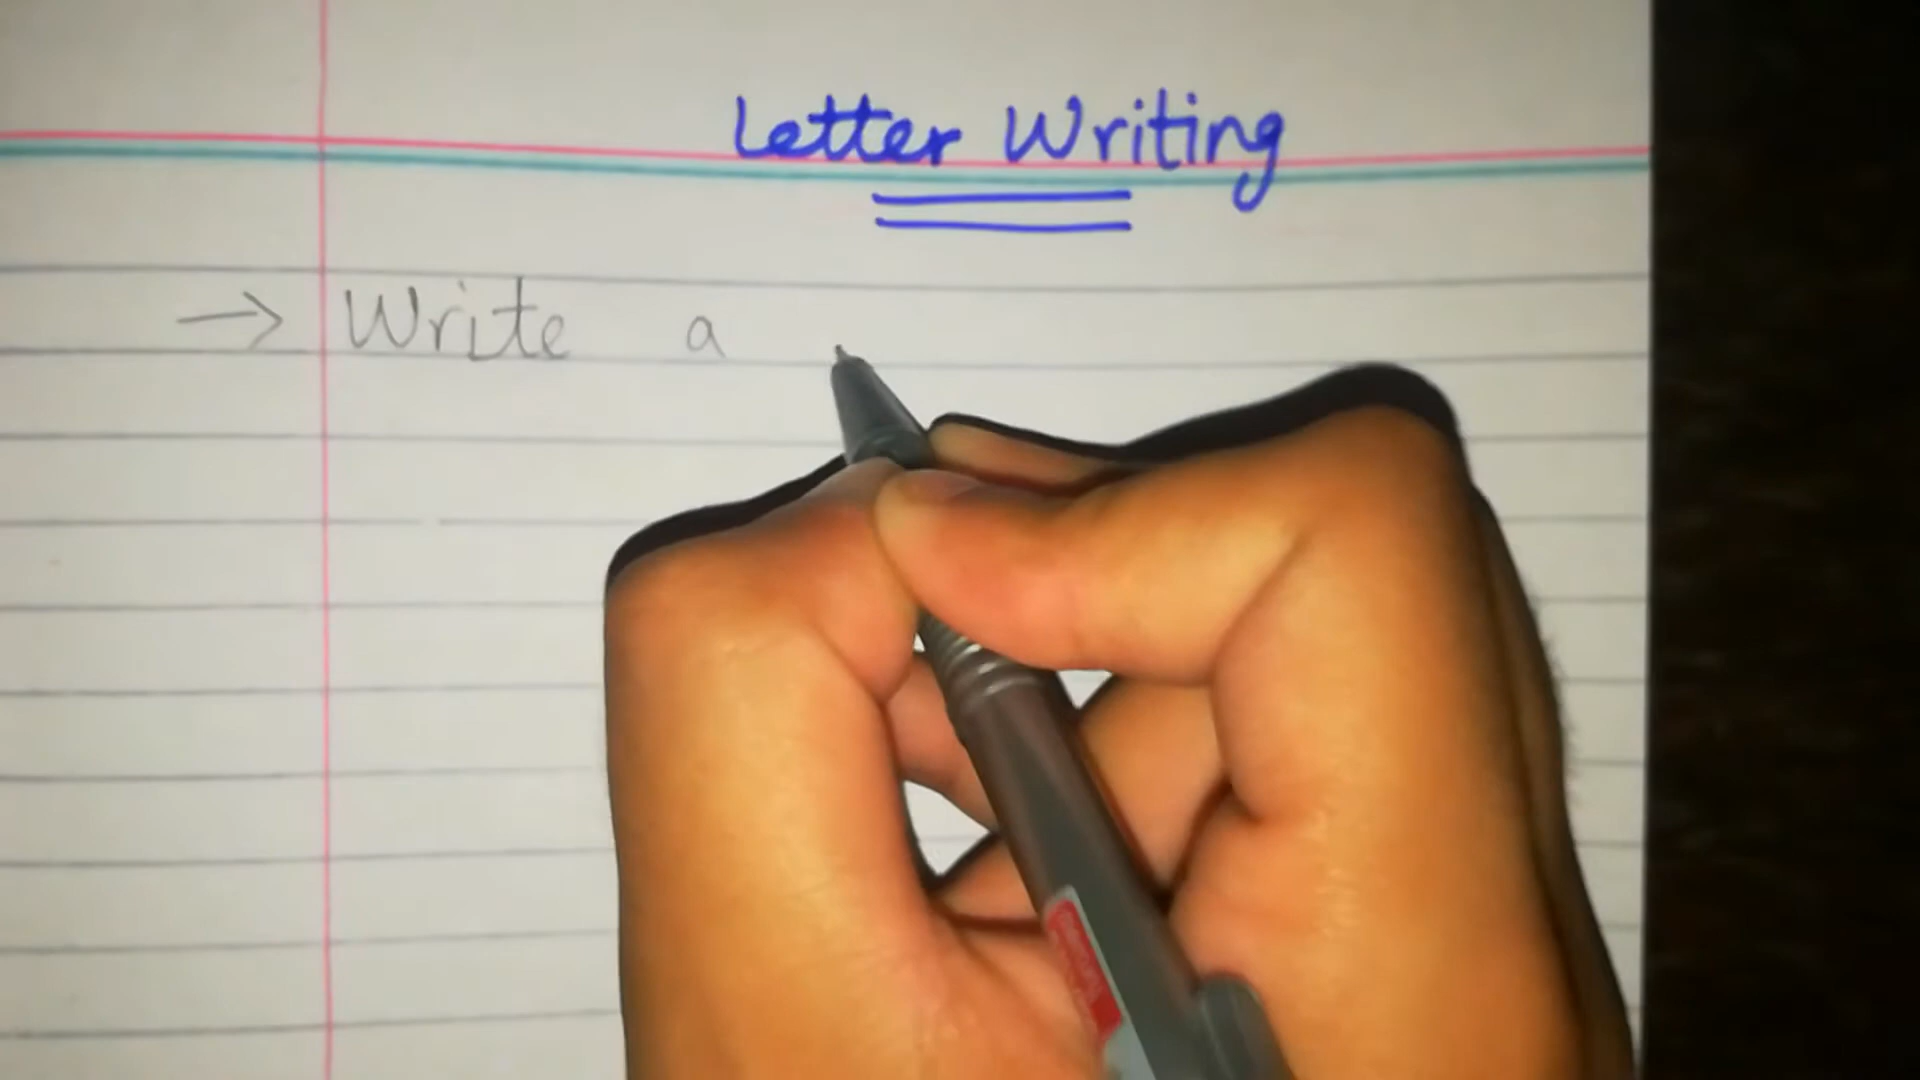 Letter Writing
→ Write a